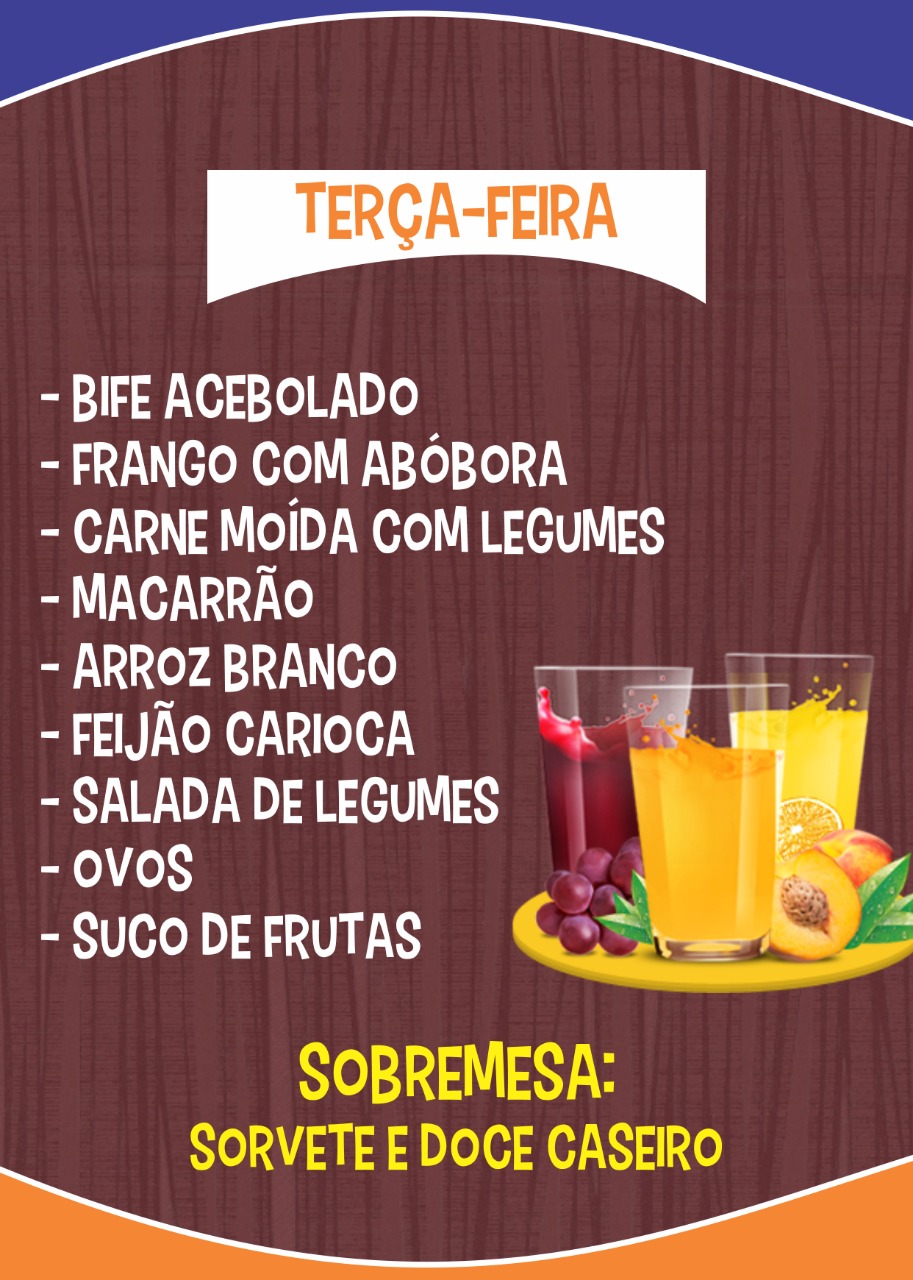 TERÇA-FEIRA
- BIFE ACEBOLADO
- FRANGO COM ABÓBORA
- CARNE MOÍDA COM LEGUMES
- MACARRÃO
- ARROZ BRANCO
- FEIJÃO CARIOCA
- SALADA DE LEGUMES
- OVOS
- SUCO DE FRUTAS
SOBREMESA:
SORVETE E DOCE CASEIRO